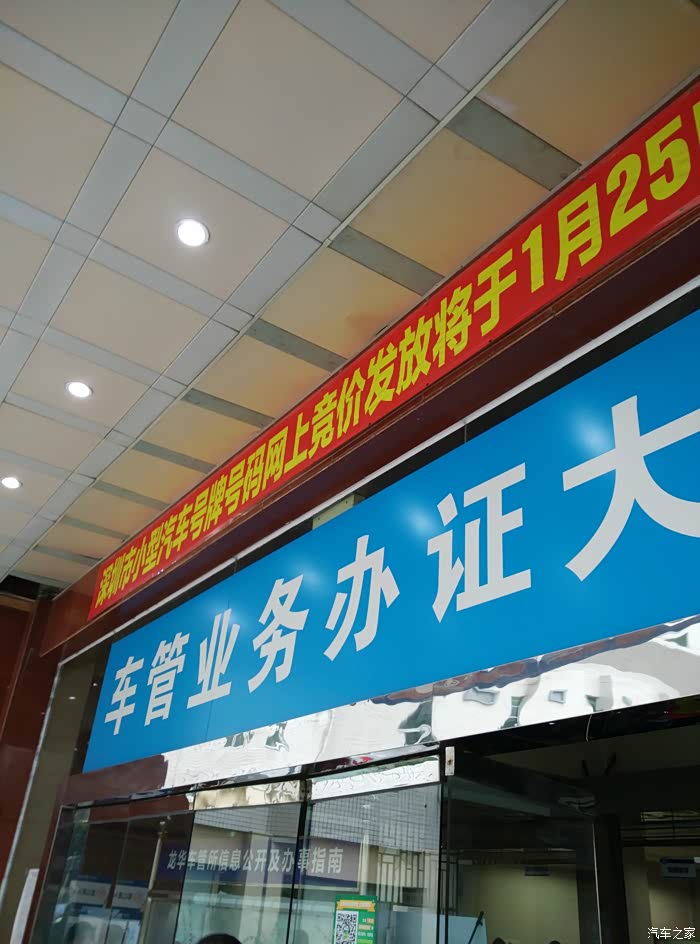 深圳市小型汽车号牌号码网上竞价发放将于1月25
车管业务办证大
龙华车管所信息公开及办事指南
汽车之家